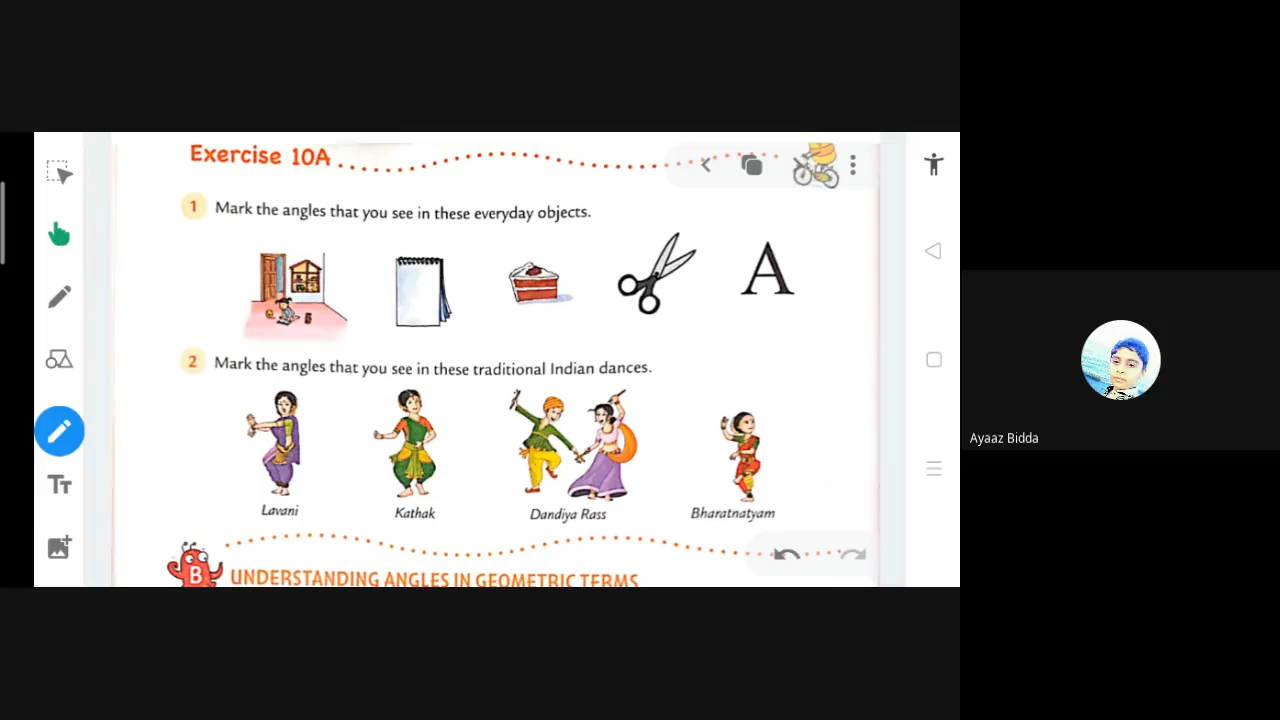 Exercise 10A
1 Mark the angles that you see in these everyday objects.
A
2 Mark the angles that you see in these traditional Indian dances.
Lavani Kathak Dandiya Rass Bharatnatyam
B UNDERSTANDING ANGLES IN GEOMETRIC TERMS
Tт
Ayaaz Bidda